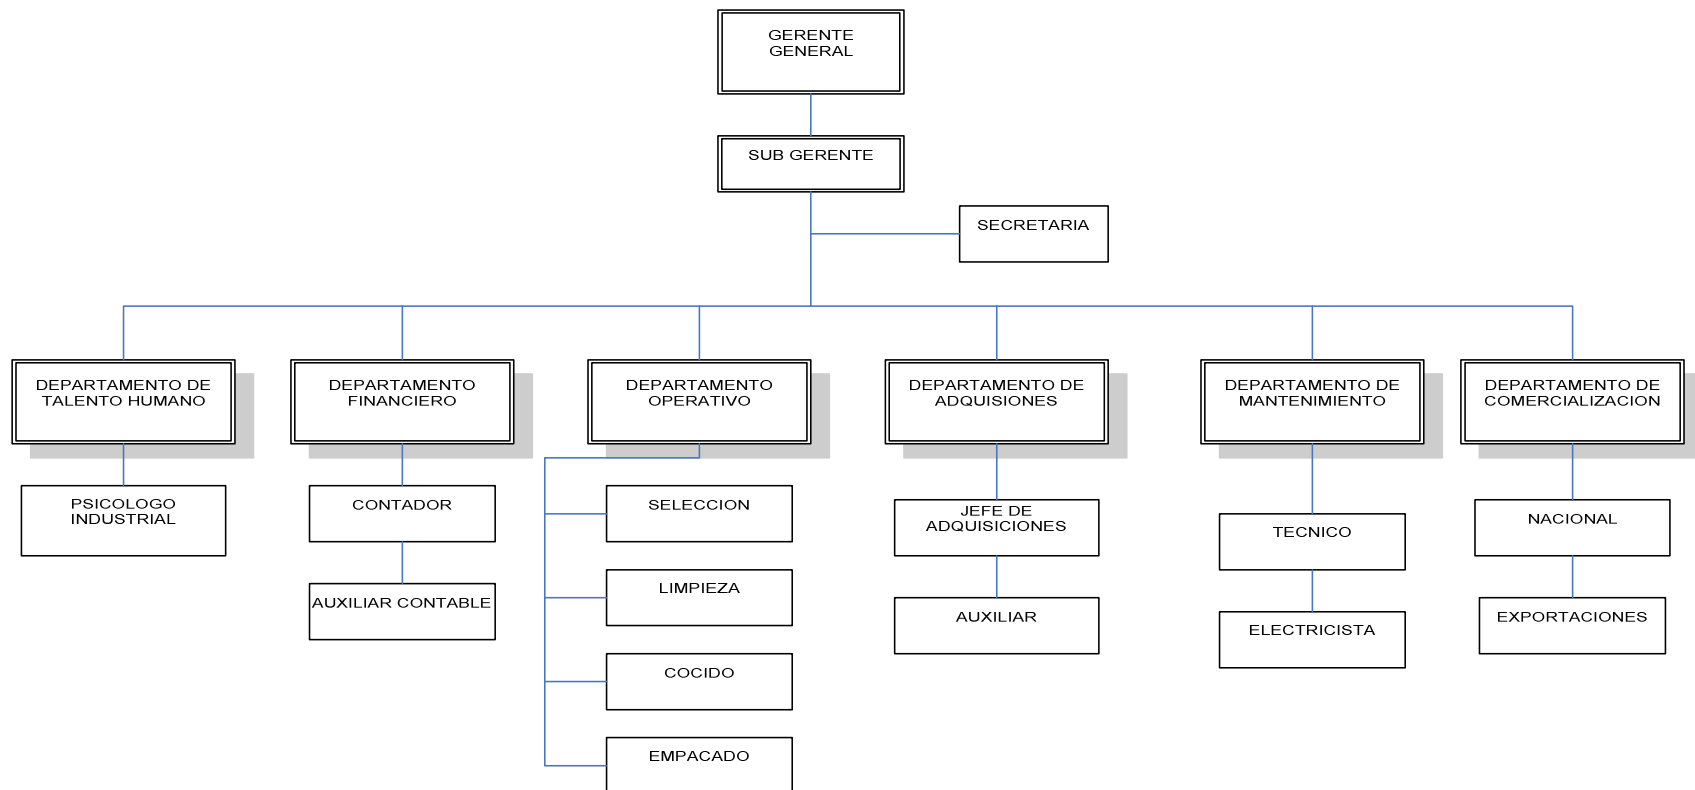 GERENTE
GENERAL
SUB GERENTE
SECRETARIA
DEPARTAMENTO DE
TALENTO HUMANO
DEPARTAMENTO
FINANCIERO
DEPARTAMENTO
OPERATIVO
DEPARTAMENTO DE
ADQUISIONES
DEPARTAMENTO DE
MANTENIMIENTO
DEPARTAMENTO DE
COMERCIALIZACION
PSICOLOGO
INDUSTRIAL
CONTADOR
AUXILIAR CONTABLE
SELECCION
LIMPIEZA
COCIDO
EMPACADO
JEFE DE
ADQUISICIONES
AUXILIAR
TECNICO
ELECTRICISTA
NACIONAL
EXPORTACIONES